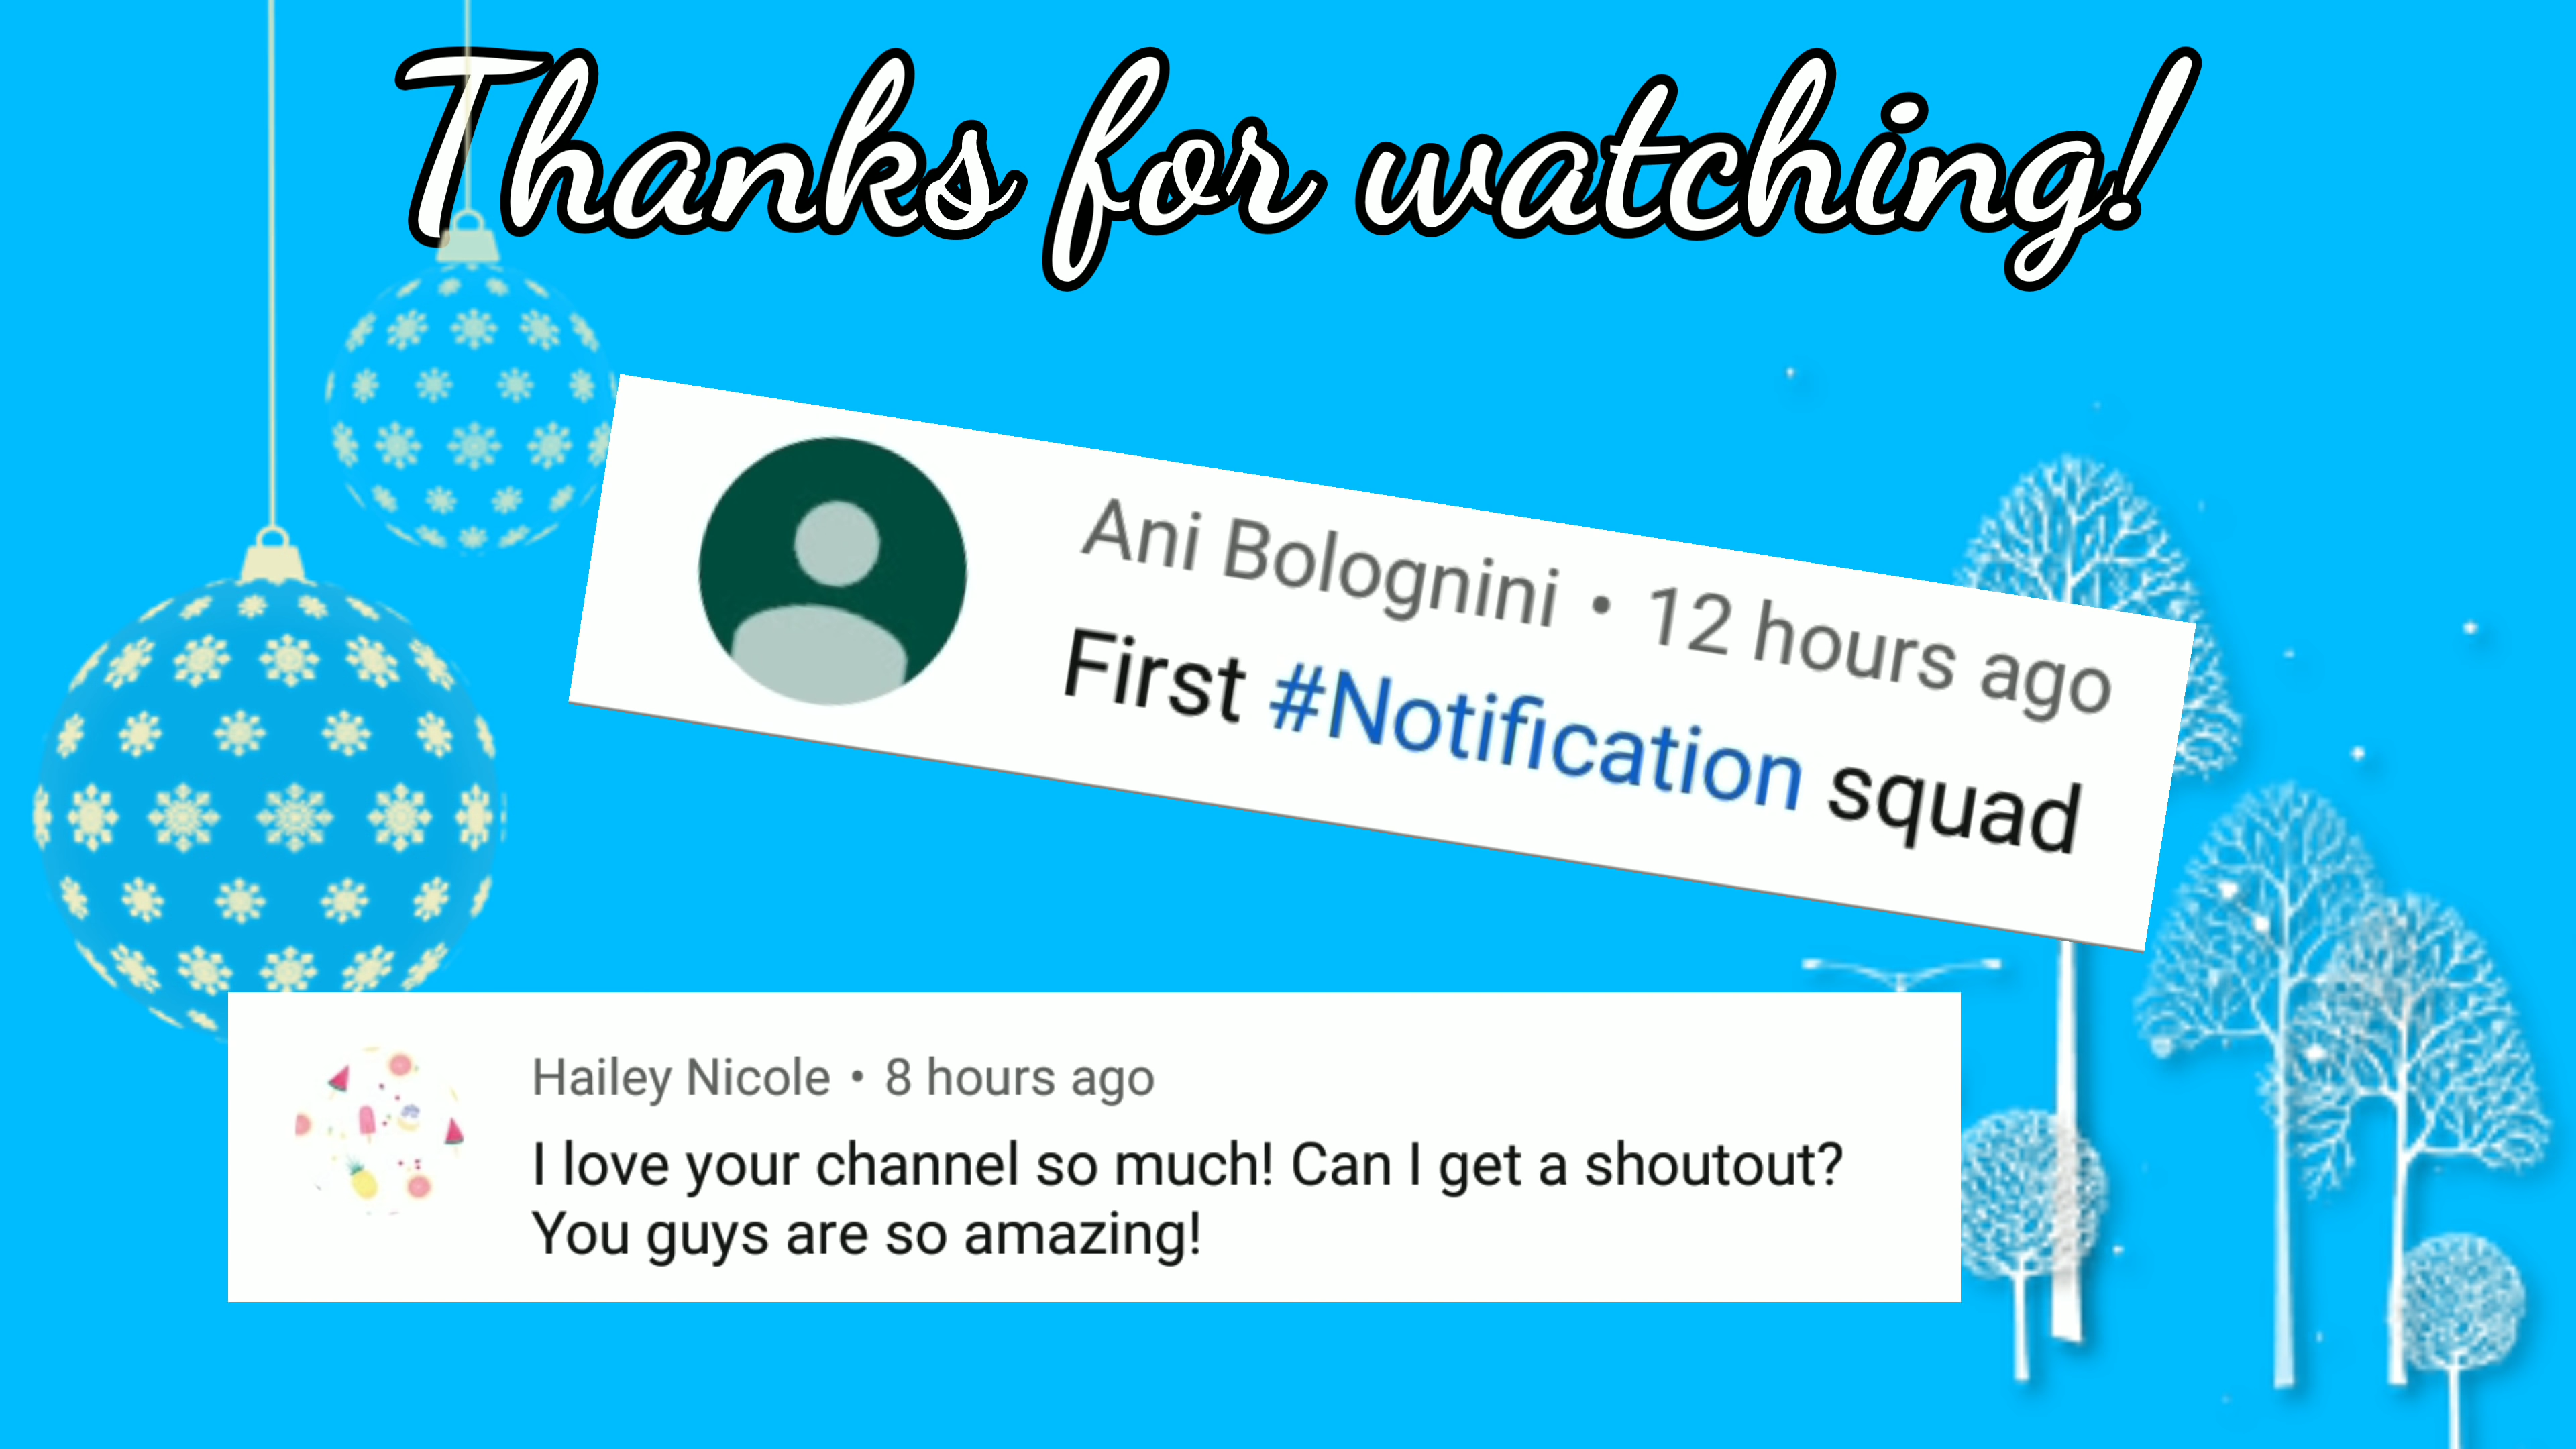 Thanks for watching!
Ani Bolognini • 12 hours ago
First #Notification squad
Hailey Nicole • 8 hours ago
I love your channel so much! Can I get a shoutout?
You guys are so amazing!